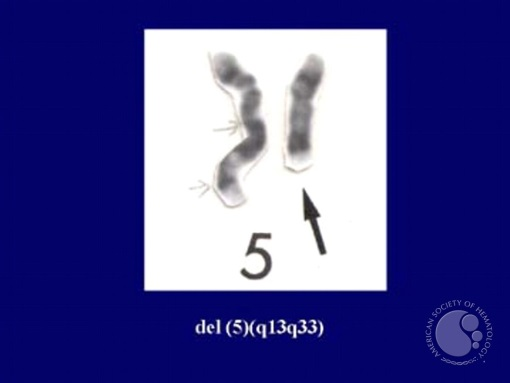 5
del (5)(q13q33)
AMERICAN SOCIETY OF HEMATOLOGY